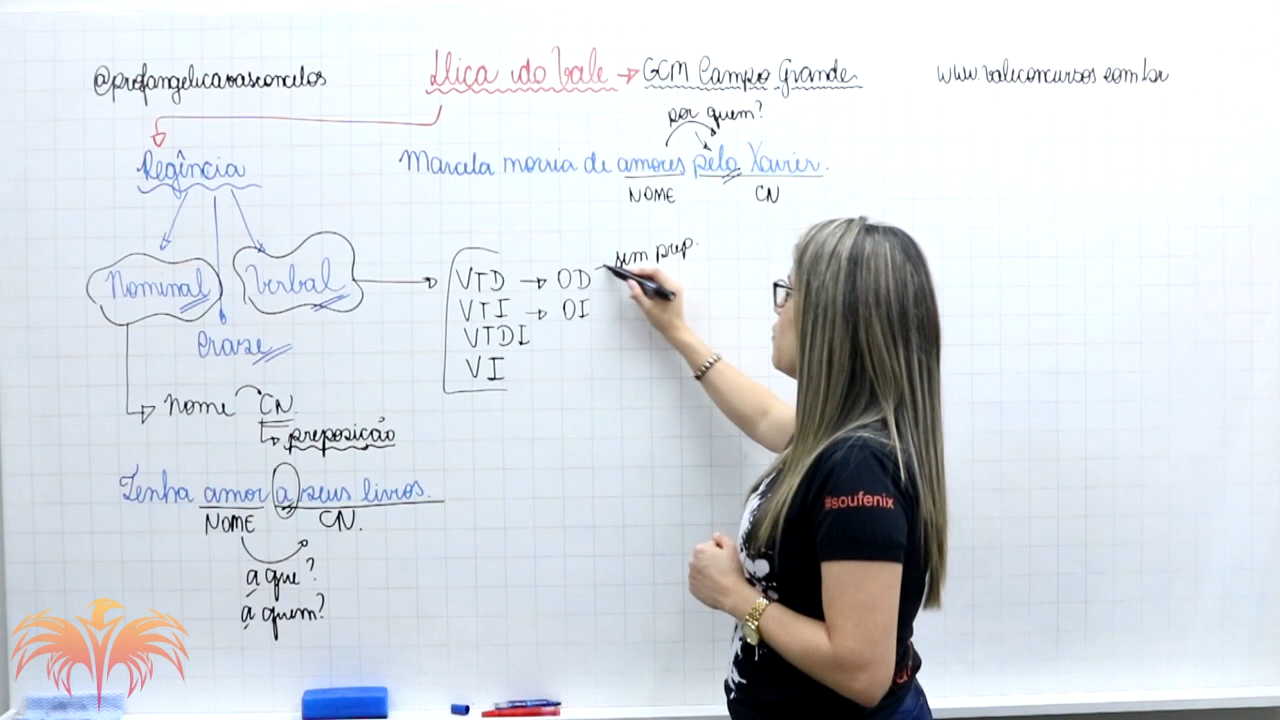 @profangelicavasconcelos
Dica do Vale → GCM Campo Grande
www.valeconcursos.com.br
por quem?
Regência
Marcela morria de amores pelo Xavier.
NOME CN
Nominal
Verbal
Crase
VTD → OD sem prep.
VTI → OI
VTDI
VI
nome CN
preposição
Tenha amor a seus livros.
NOME CN.
a que?
a quem?
#soufenix